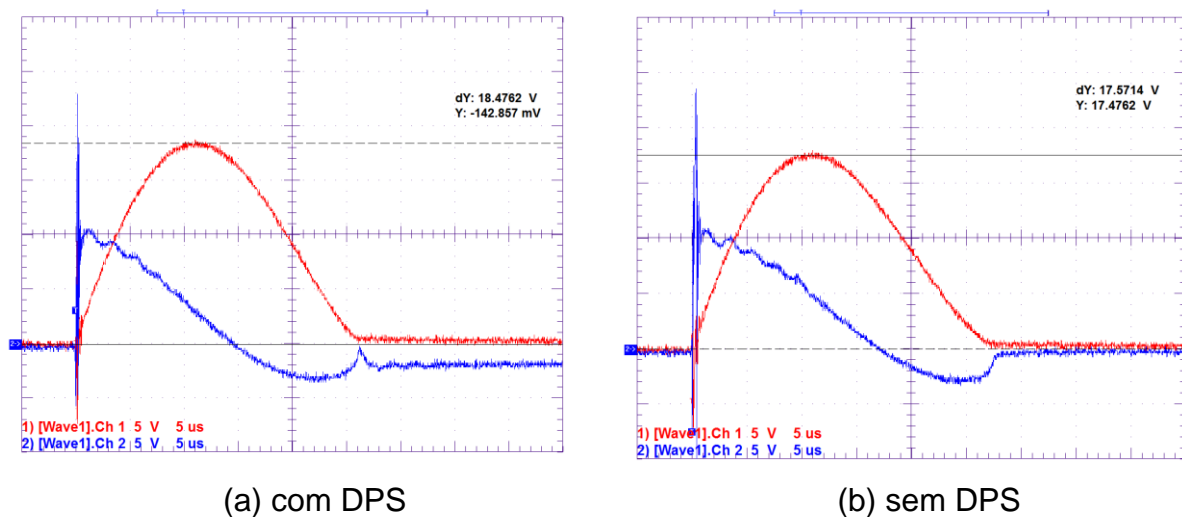 dY: 18.4762 V
Y: -142.857 mV
1) [Wave1].Ch 1 5 V 5 us
2) [Wave1].Ch 2 5 V 5 us
(a) com DPS
dY: 17.5714 V
Y: 17.4762 V
1) [Wave1].Ch 1 5 V 5 us
2) [Wave1].Ch 2 5 V 5 us
(b) sem DPS